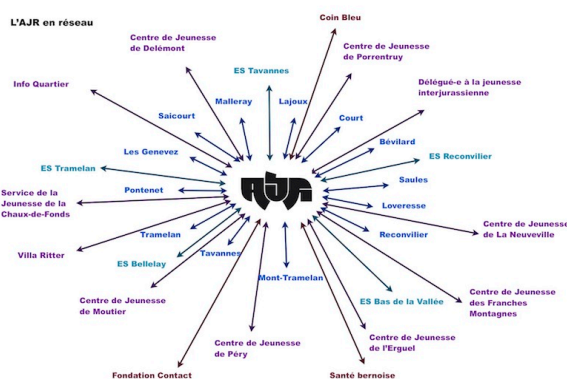 L'AJR en réseau
Coin Bleu
Centre de Jeunesse
de Delémont
Centre de Jeunesse
de Porrentruy
ES Tavannes
Info Quartier
Délégué-e à la jeunesse
interjurassienne
Malleray
Lajoux
Saicourt
Court
Les Genevez
Bévilard
ES Reconvilier
ES Tramelan
Saules
Pontenet
AJR
Service de la
Jeunesse de la
Chaux-de-Fonds
Loveresse
Centre de Jeunesse
de La Neuveville
Tramelan
Reconvilier
Villa Ritter
Tavannes
ES Bellelay
Mont-Tramelan
Centre de Jeunesse
de Moutier
ES Bas de la Vallée
Centre de Jeunesse
des Franches
Montagnes
Centre de Jeunesse
de Péry
Centre de Jeunesse
de l'Erguel
Fondation Contact
Santé bernoise